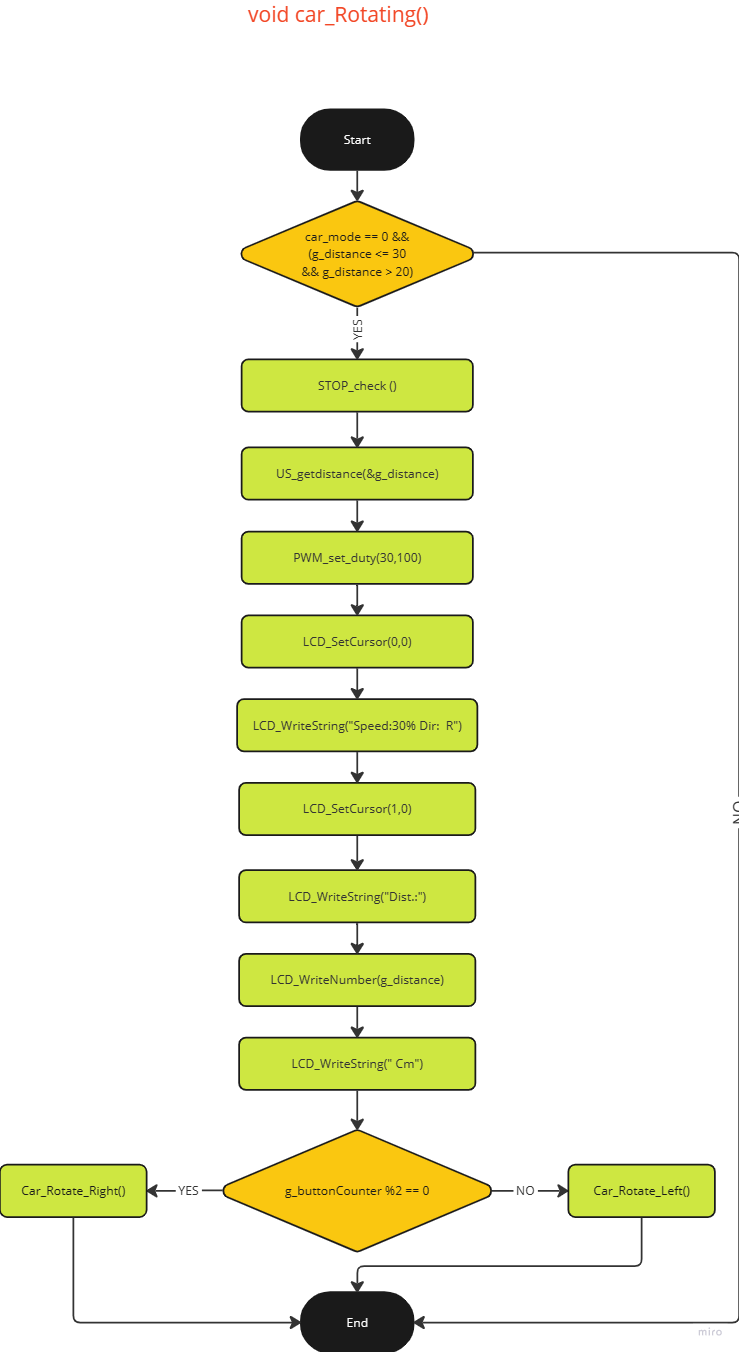 void car_Rotating()
Start
car_mode == 0 &&
(g_distance <= 30
&& g_distance > 20)
YES
STOP_check ()
US_getdistance(&g_distance)
PWM_set_duty(30,100)
LCD_SetCursor(0,0)
LCD_WriteString("Speed:30% Dir:  R")
LCD_SetCursor(1,0)
NO
LCD_WriteString("Dist.:")
LCD_WriteNumber(g_distance)
LCD_WriteString(" Cm")
Car_Rotate_Right()
YES
g_buttonCounter %2 == 0
NO
Car_Rotate_Left()
End
miro